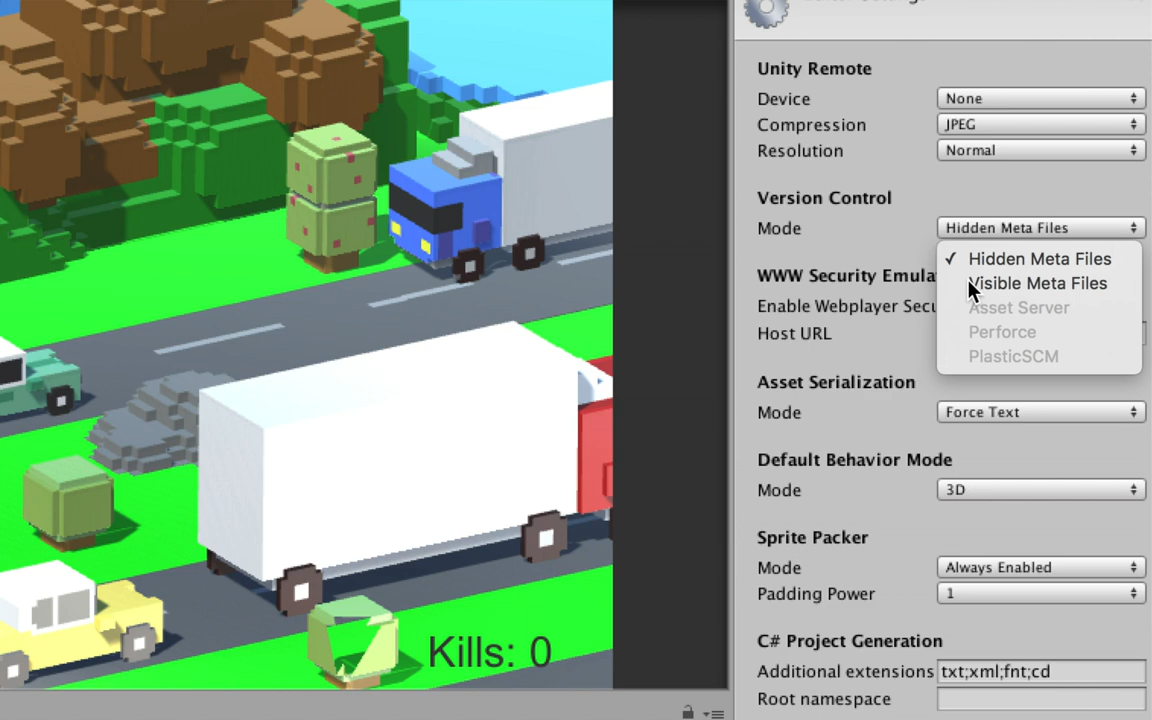 Unity Remote
Device None
Compression JPEG
Resolution Normal
Version Control
Mode Hidden Meta Files
✓ Hidden Meta Files
WWW Security Emula
Visible Meta Files
Enable Webplayer Secu
Asset Server
Host URL
Perforce
PlasticSCM
Asset Serialization
Mode Force Text
Default Behavior Mode
Mode 3D
Sprite Packer
Mode Always Enabled
Padding Power 1
C# Project Generation
Additional extensions txt;xml;fnt;cd
Root namespace
Kills: 0